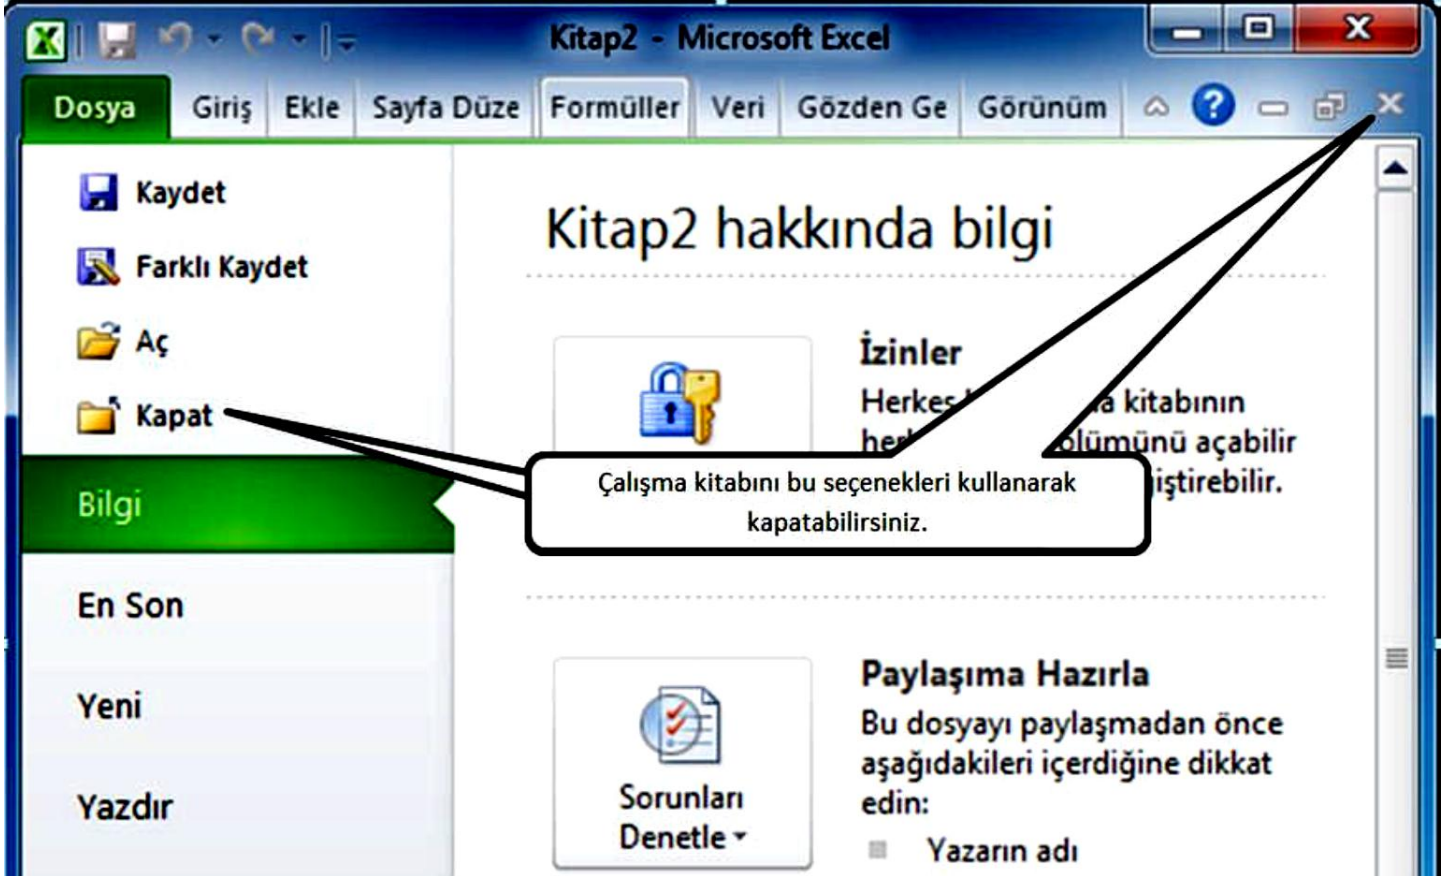 Kitap2 - Microsoft Excel
Dosya Giriş Ekle Sayfa Düze Formüller Veri Gözden Ge Görünüm
Kaydet
Farklı Kaydet
Aç
Kapat
Bilgi
En Son
Yeni
Yazdır
Kitap2 hakkında bilgi
İzinler
Herkes kitabının
açabilir
Çalışma kitabını bu seçenekleri kullanarak
kapatabilirsiniz.
Paylaşıma Hazırla
Bu dosyayı paylaşmadan önce
aşağıdakileri içerdiğine dikkat
edin:
Yazarın adı
Sorunları
Denetle